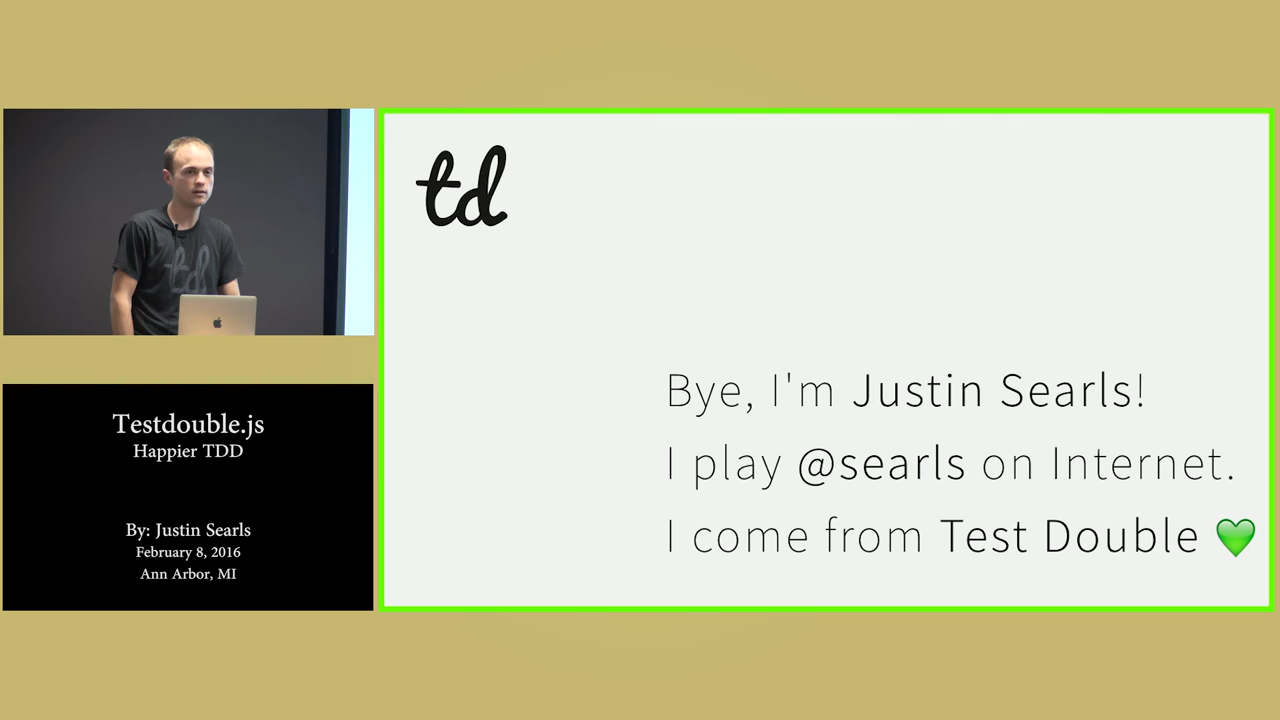 td
td
Testdouble.js
Happier TDD
By: Justin Searls
February 8, 2016
Ann Arbor, MI
Bye, I'm Justin Searls!
I play @searls on Internet.
I come from Test Double 💚